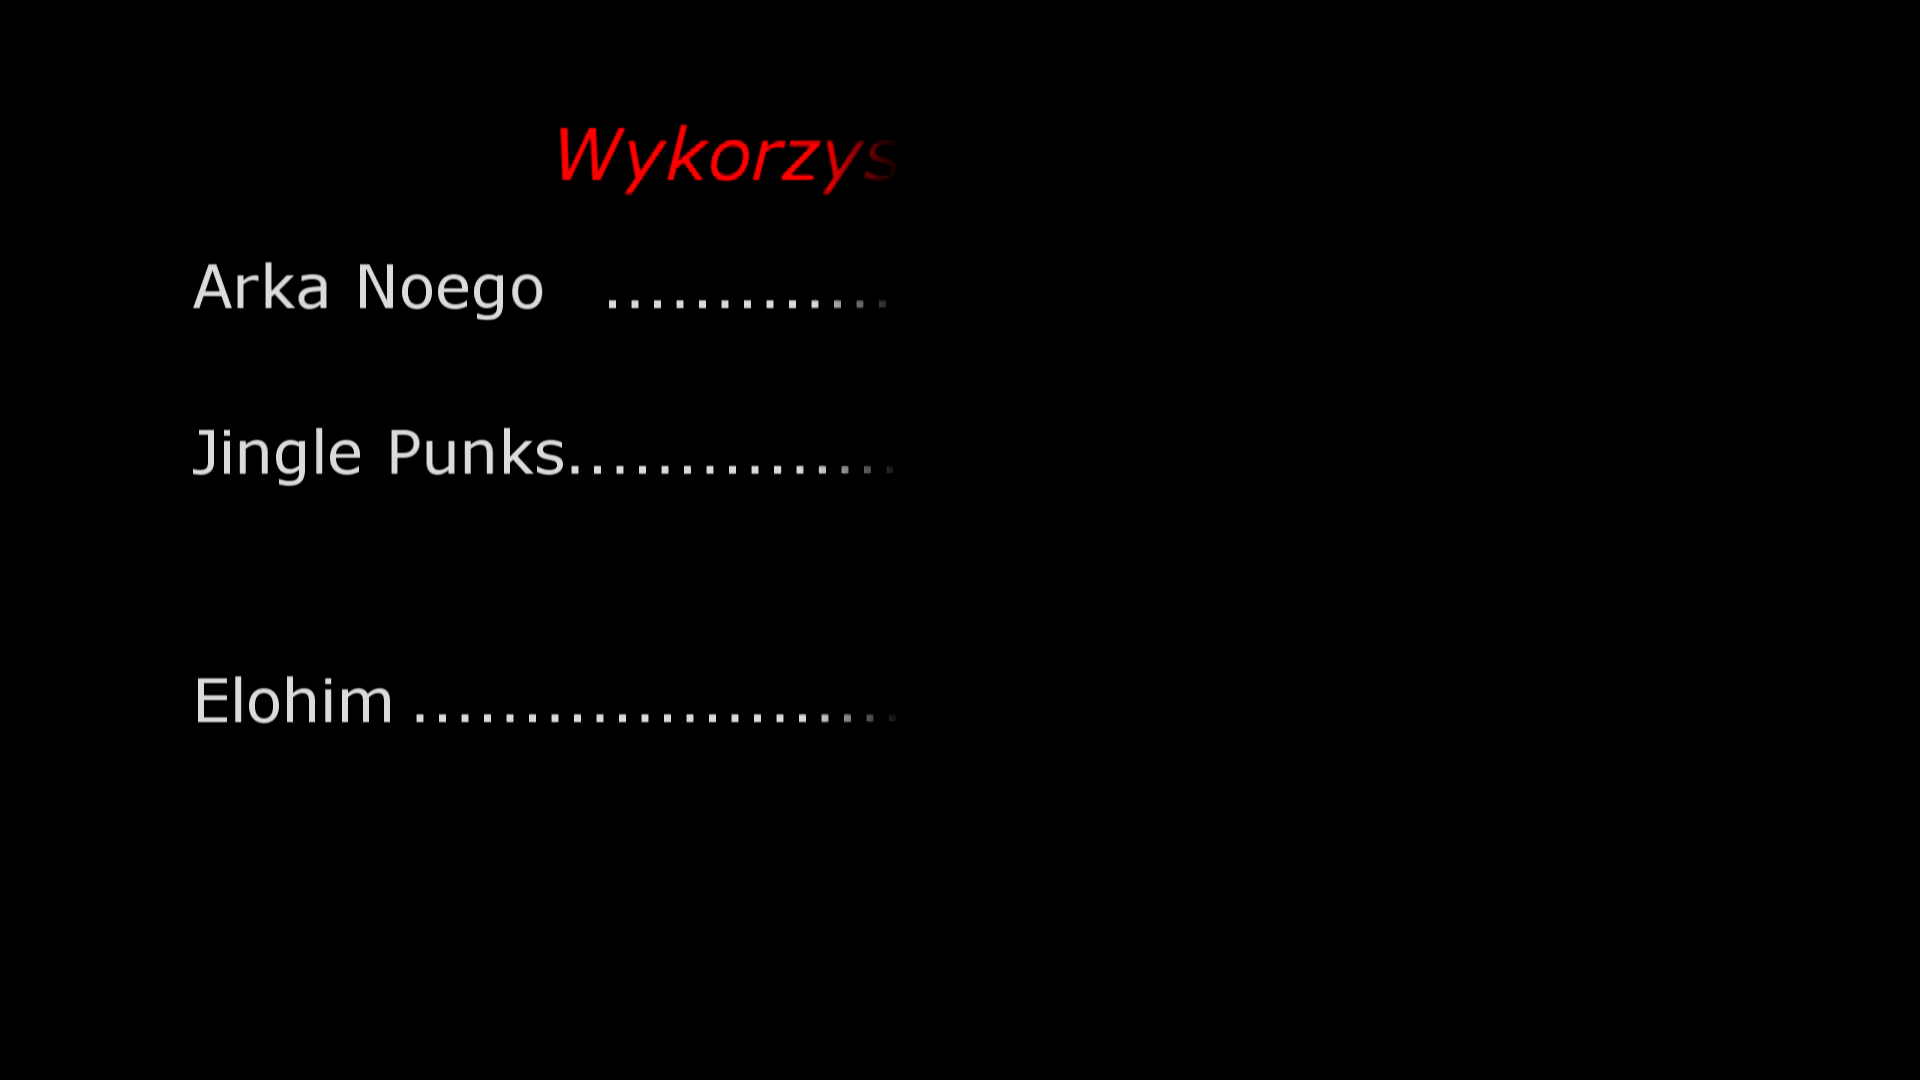 Wykorzys
Arka Noego .............
Jingle Punks...............
Elohim ......................